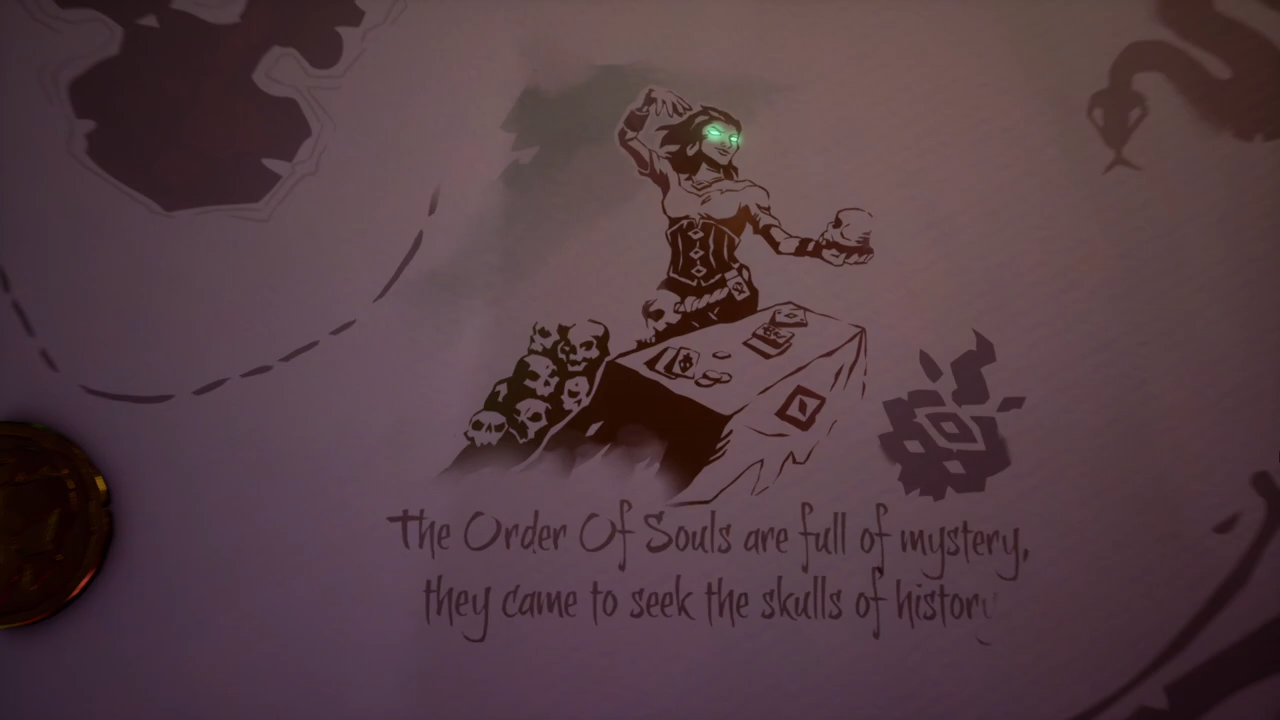 The Order Of Souls are full of mystery,
they came to seek the skulls of history